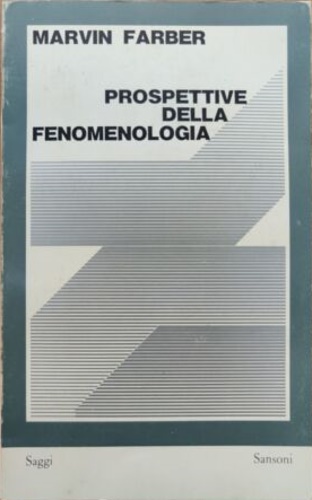 MARVIN FARBER
PROSPETTIVE
DELLA
FENOMENOLOGIA
Saggi
Sansoni